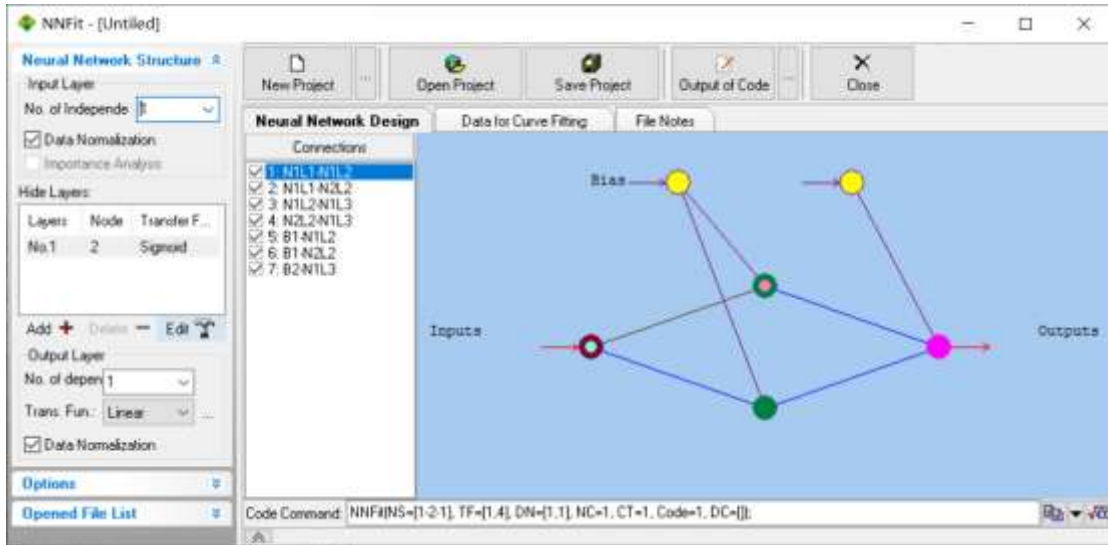 NNFit - [Untiled]
Neural Network Structure
Input Layer
No. of Independe 1
Data Normalization
Importance Analysis
Hide Layers:
Layers Node Transfer F...
No.1 2 Sigmoid
Add Delete Edit
Output Layer
No. of depen 1
Trans. Fun.: Linear ...
Data Normalization
Options
Opened File List
New Project ... Open Project Save Project Output of Code ... Close
Neural Network Design Data for Curve Fitting File Notes
Connections
1: N1L1-N1L2
2: N1L1-N2L2
3: N1L2-N1L3
4: N2L2-N1L3
5: B1-N1L2
6: B1-N2L2
7: B2-N1L3
Bias
Inputs
Outputs
Code Command: NNFit(NS=[1-2-1], TF=[1,4], DN=[1,1], NC=1, CT=1, Code=1, DC=[]);